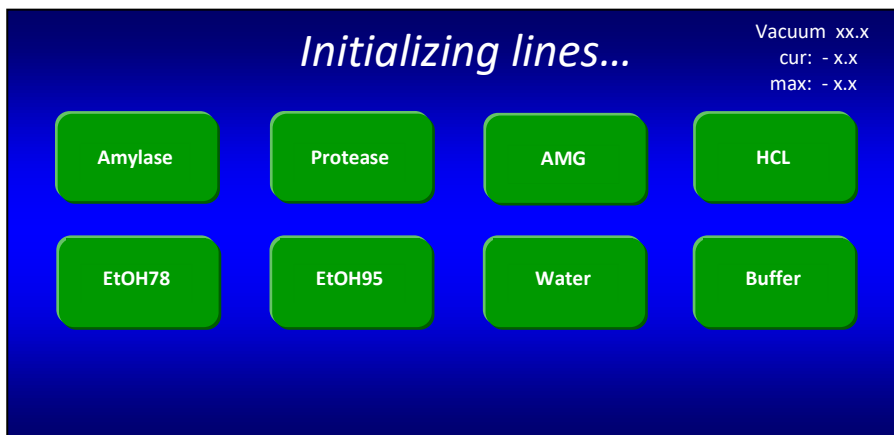 Initializing lines...
Vacuum xx.x
cur: - x.x
max: - x.x
Amylase
Protease
AMG
HCL
EtOH78
EtOH95
Water
Buffer